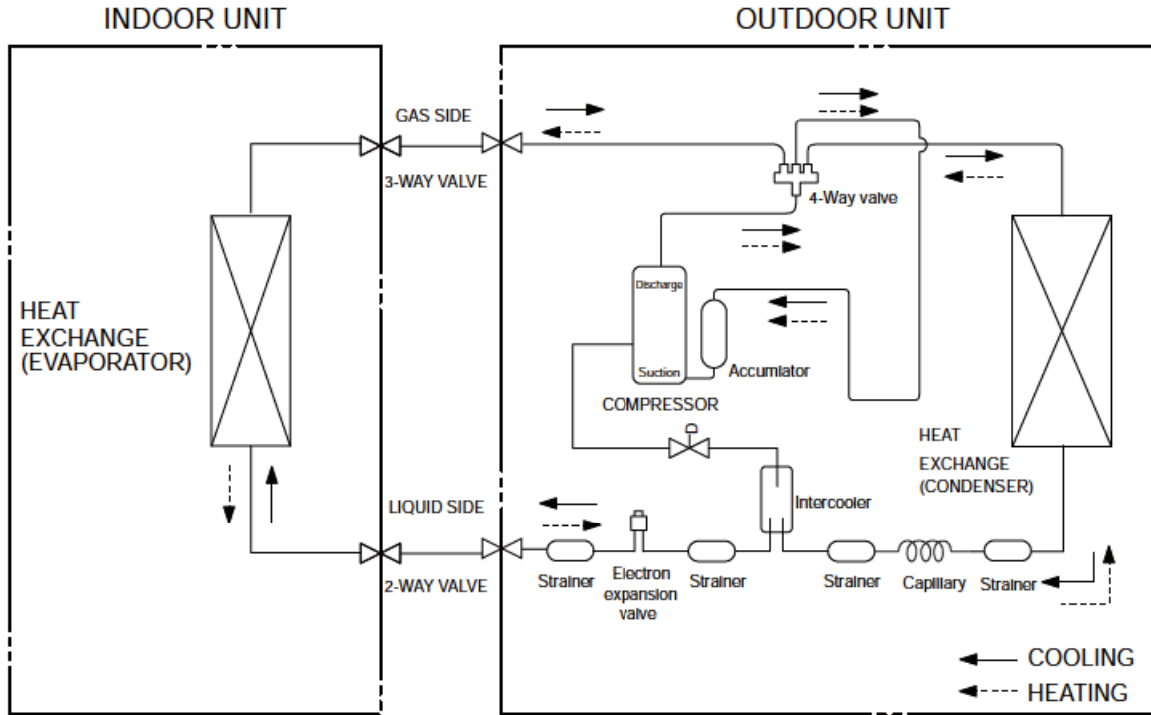 INDOOR UNIT
OUTDOOR UNIT
GAS SIDE
3-WAY VALVE
4-Way valve
HEAT
EXCHANGE
(EVAPORATOR)
Discharge
Suction
Accumlator
COMPRESSOR
D
HEAT
EXCHANGE
(CONDENSER)
Intercooler
LIQUID SIDE
2-WAY VALVE
Strainer
Electron
expansion
valve
Strainer
Strainer
Capillary
Strainer
COOLING
HEATING